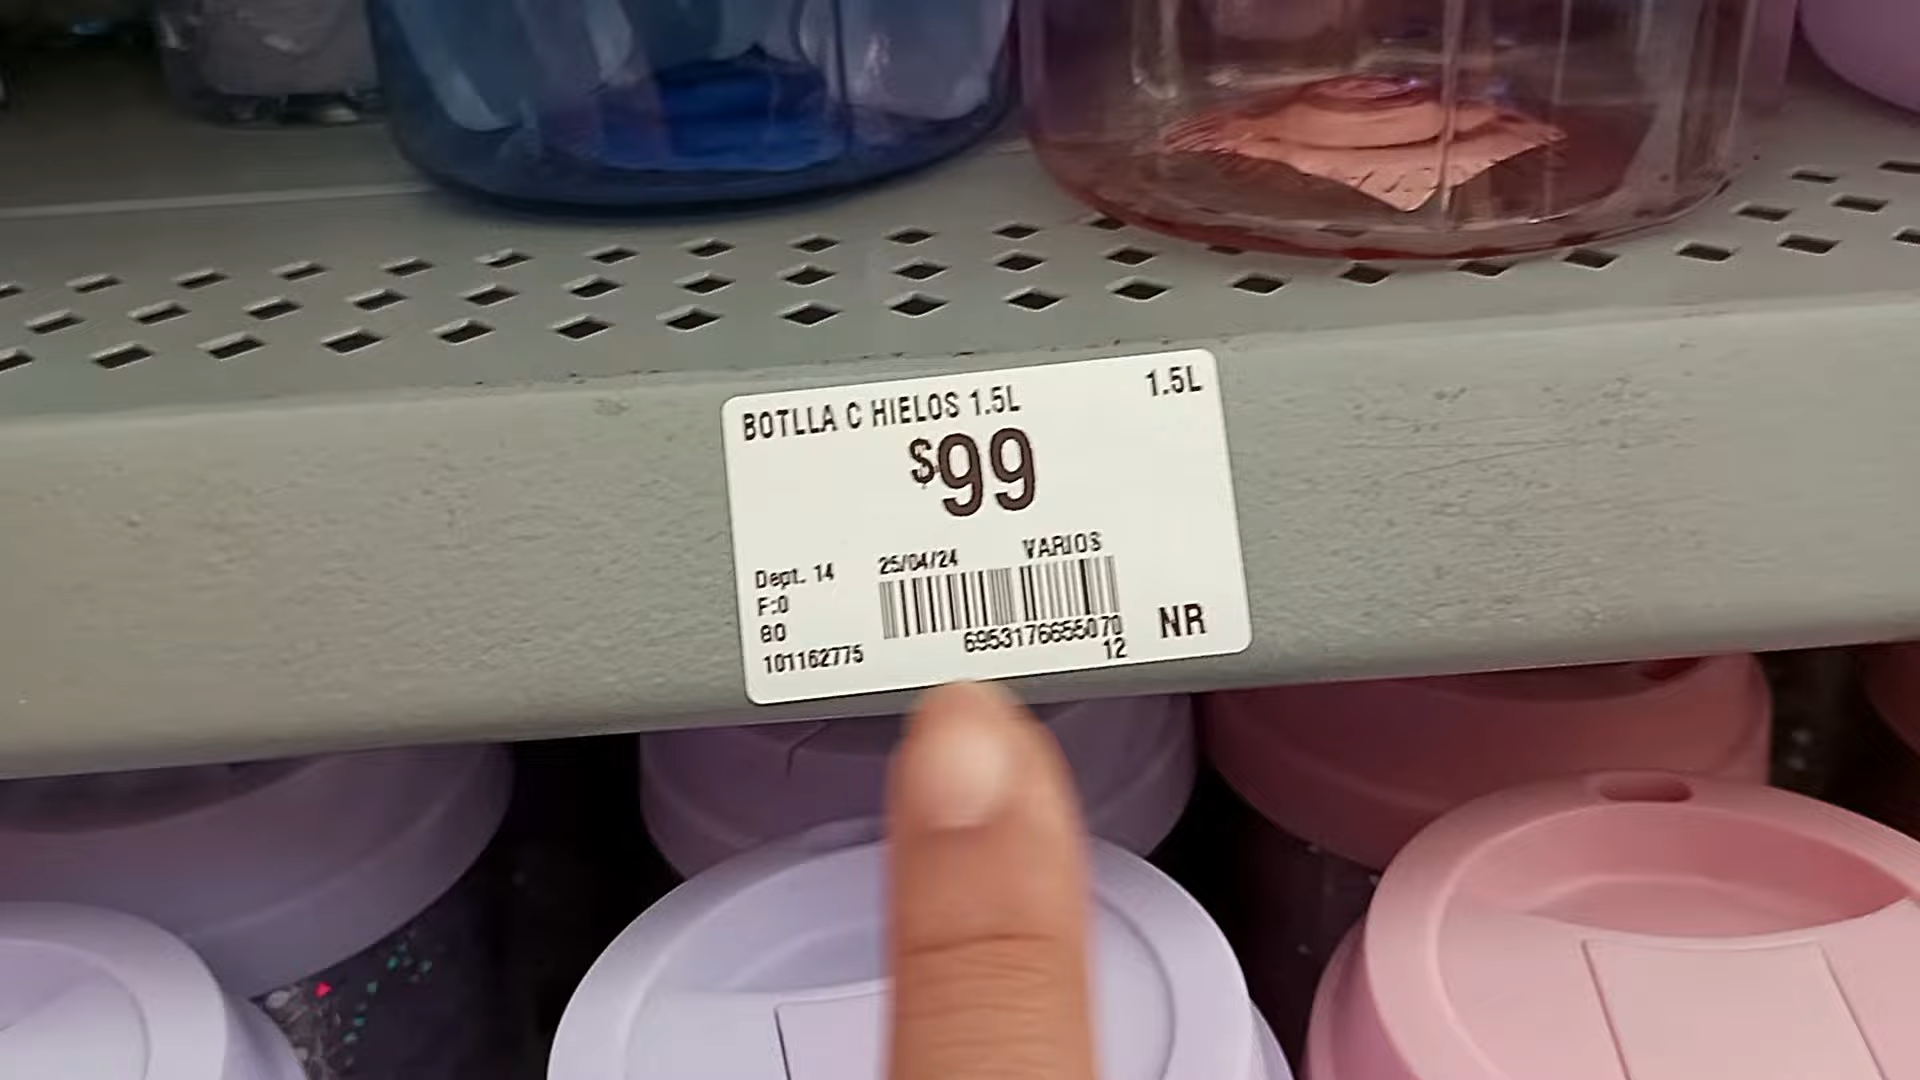 BOTLLA C HIELOS 1.5L 1.5L
$99
Dept. 14 25/04/24 VARIOS
F:0
80
101162775 6953176655070 NR
12